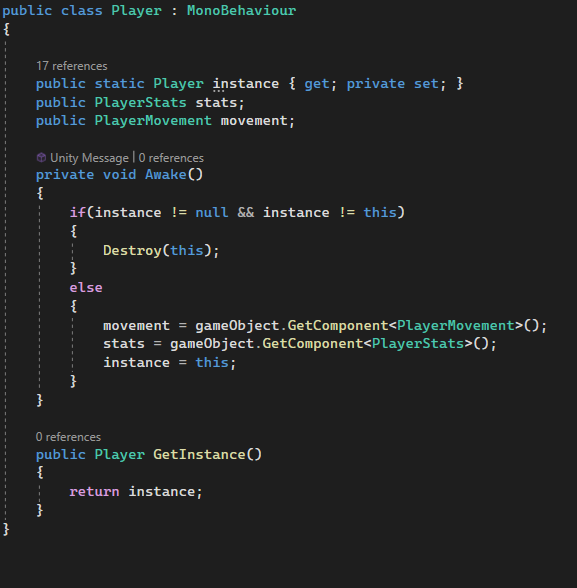 public class Player : MonoBehaviour
{
17 references
public static Player instance { get; private set; }
public PlayerStats stats;
public PlayerMovement movement;
Unity Message | 0 references
private void Awake()
{
if(instance != null && instance != this)
{
Destroy(this);
}
else
{
movement = gameObject.GetComponent<PlayerMovement>();
stats = gameObject.GetComponent<PlayerStats>();
instance = this;
}
}
0 references
public Player GetInstance()
{
return instance;
}
}